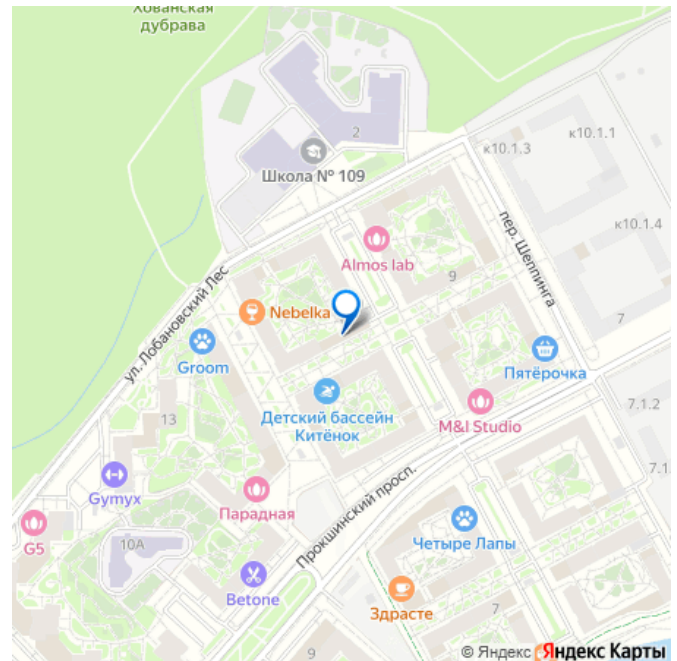 Хованская
дубрава
2
Школа № 109
к10.1.3
к10.1.1
к10.1.4
пер. Шеппинга
Almos lab
9
ул. Лобановский Лес
Nebelka
7
Groom
Пятёрочка
Детский бассейн
Китёнок
M&I Studio
7.1.2
13
Gymyx
Парадная
Прокшинский просп.
7.1.
G5
10А
Четыре Лапы
Betone
Здрасте
7
9
© Яндекс
Яндекс Карты